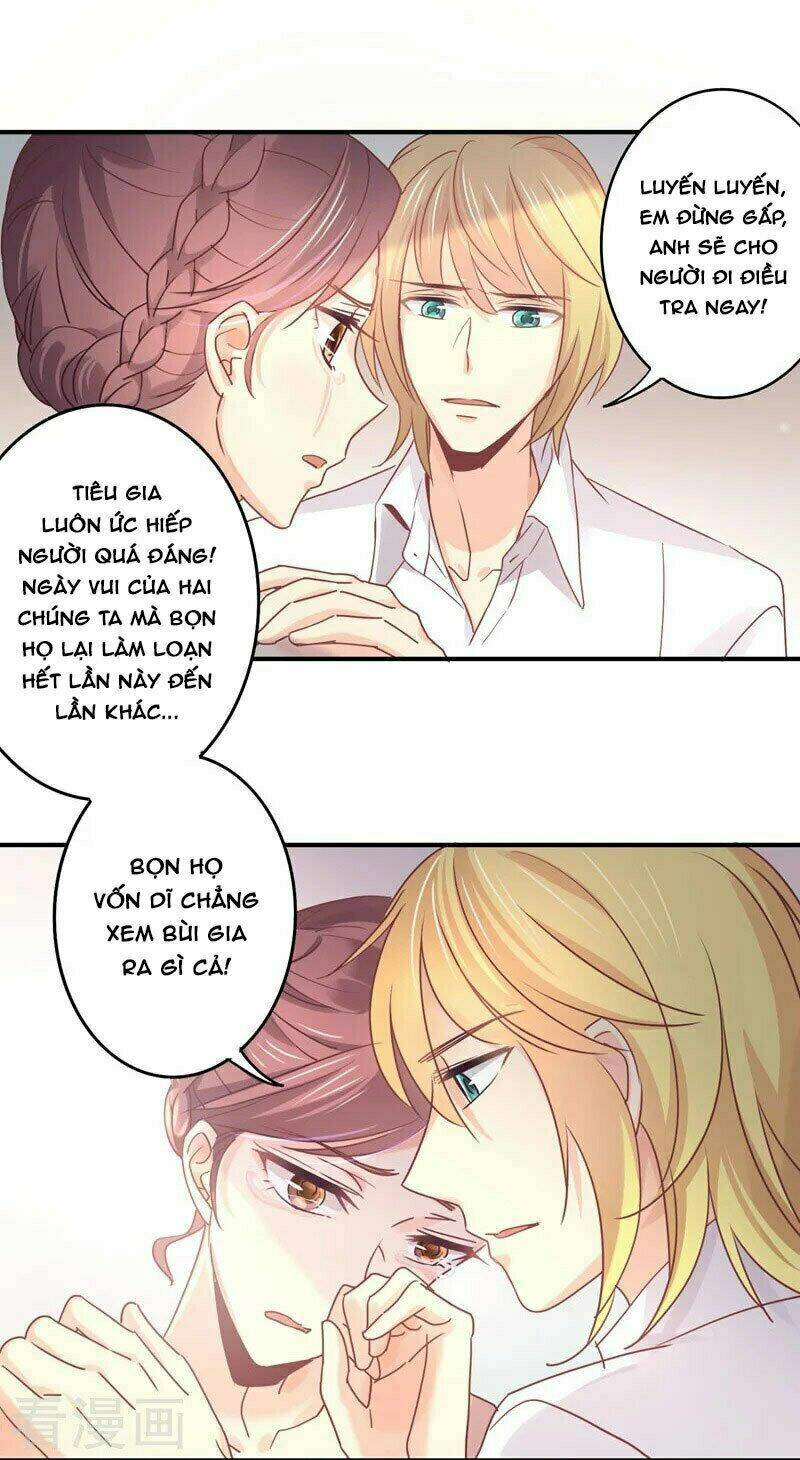 LUYẾN LUYẾN,
EM ĐỪNG GẤP,
ANH SẼ CHO
NGƯỜI ĐI ĐIỀU
TRA NGAY!
TIÊU GIA
LUÔN ỨC HIẾP
NGƯỜI QUÁ ĐÁNG!
NGÀY VUI CỦA HAI
CHÚNG TA MÀ BỌN
HỌ LẠI LÀM LOẠN
HẾT LẦN NÀY ĐẾN
LẦN KHÁC...
BỌN HỌ
VỐN DĨ CHẲNG
XEM BÙI GIA
RA GÌ CẢ!
看漫画